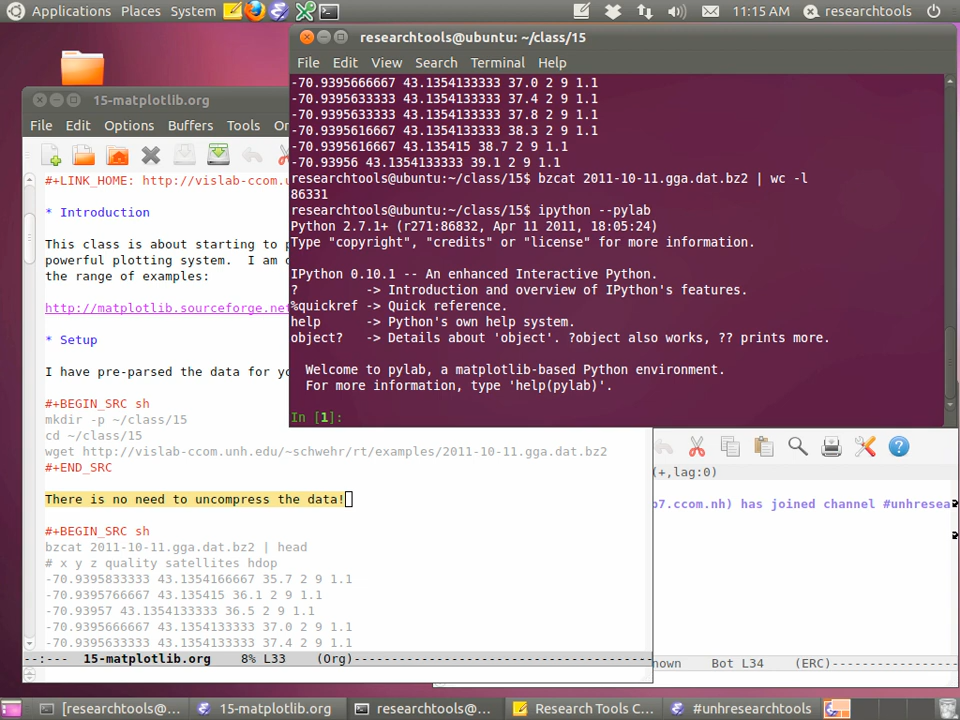 Applications Places System 11:15 AM researchtools
researchtools@ubuntu: ~/class/15
File Edit View Search Terminal Help
-70.9395666667 43.1354133333 37.0 2 9 1.1
-70.9395633333 43.1354133333 37.4 2 9 1.1
-70.9395633333 43.1354133333 37.8 2 9 1.1
-70.9395616667 43.1354133333 38.3 2 9 1.1
-70.9395616667 43.135415 38.7 2 9 1.1
-70.93956 43.1354133333 39.1 2 9 1.1
researchtools@ubuntu:~/class/15$ bzcat 2011-10-11.gga.dat.bz2 | wc -l
86331
researchtools@ubuntu:~/class/15$ ipython --pylab
Python 2.7.1+ (r271:86832, Apr 11 2011, 18:05:24)
Type "copyright", "credits" or "license" for more information.
IPython 0.10.1 -- An enhanced Interactive Python.
? -> Introduction and overview of IPython's features.
%quickref -> Quick reference.
help -> Python's own help system.
object? -> Details about 'object'. ?object also works, ?? prints more.
Welcome to pylab, a matplotlib-based Python environment.
For more information, type 'help(pylab)'.
In [1]:
15-matplotlib.org
File Edit Options Buffers Tools Or
#+LINK_HOME: http://vislab-ccom.u
* Introduction
This class is about starting to p
powerful plotting system. I am
the range of examples:
http://matplotlib.sourceforge.net
* Setup
I have pre-parsed the data for yo
#+BEGIN_SRC sh
mkdir -p ~/class/15
cd ~/class/15
wget http://vislab-ccom.unh.edu/~schwehr/rt/examples/2011-10-11.gga.dat.bz2
#+END_SRC
There is no need to uncompress the data!
#+BEGIN_SRC sh
bzcat 2011-10-11.gga.dat.bz2 | head
# x y z quality satellites hdop
-70.9395833333 43.1354166667 35.7 2 9 1.1
-70.9395766667 43.135415 36.1 2 9 1.1
-70.93957 43.1354133333 36.5 2 9 1.1
-70.9395666667 43.1354133333 37.0 2 9 1.1
-70.9395633333 43.1354133333 37.4 2 9 1.1
--:--- 15-matplotlib.org 8% L33 (Org)
(+,lag:0)
p7.ccom.nh) has joined channel #unhresea
nown Bot L34 (ERC)
[researchtools@... 15-matplotlib.org researchtools@... Research Tools C... #unhresearchtools